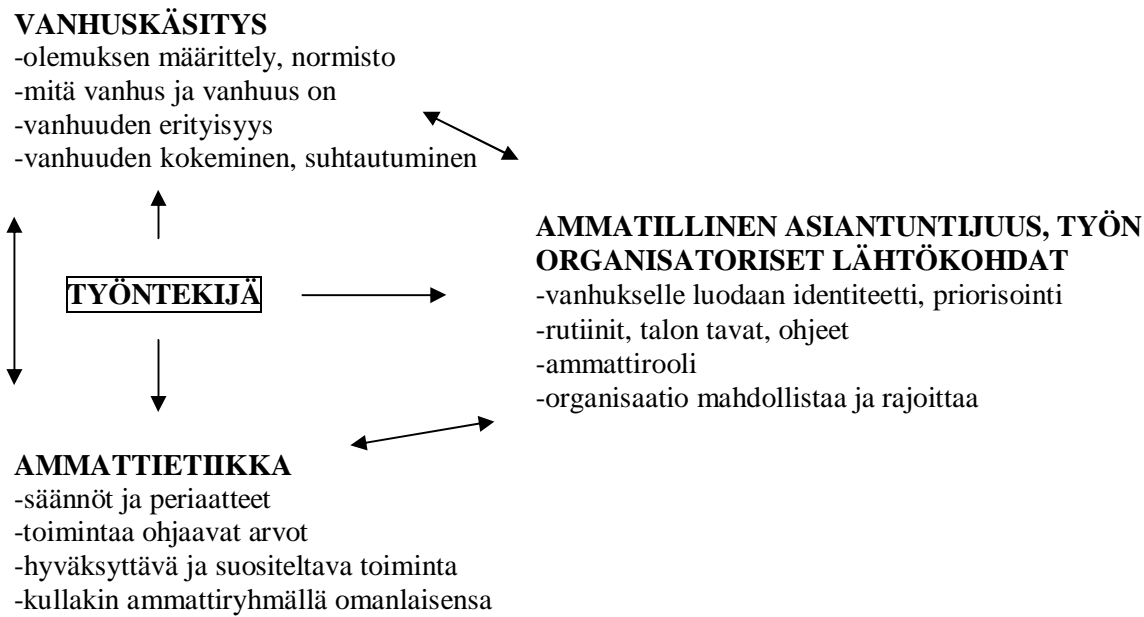 VANHUSKÄSITYS
-olemuksen määrittely, normisto
-mitä vanhus ja vanhuus on
-vanhuuden erityisyys
-vanhuuden kokeminen, suhtautuminen
AMMATILLINEN ASIANTUNTIJUUS, TYÖN
ORGANISATORISET LÄHTÖKOHDAT
-vanhukselle luodaan identiteetti, priorisointi
-rutiinit, talon tavat, ohjeet
-ammattirooli
-organisaatio mahdollistaa ja rajoittaa
TYÖNTEKIJÄ
AMMATTIETIIKKA
-säännöt ja periaatteet
-toimintaa ohjaavat arvot
-hyväksyttävä ja suositeltava toiminta
-kullakin ammattiryhmällä omanlaisensa